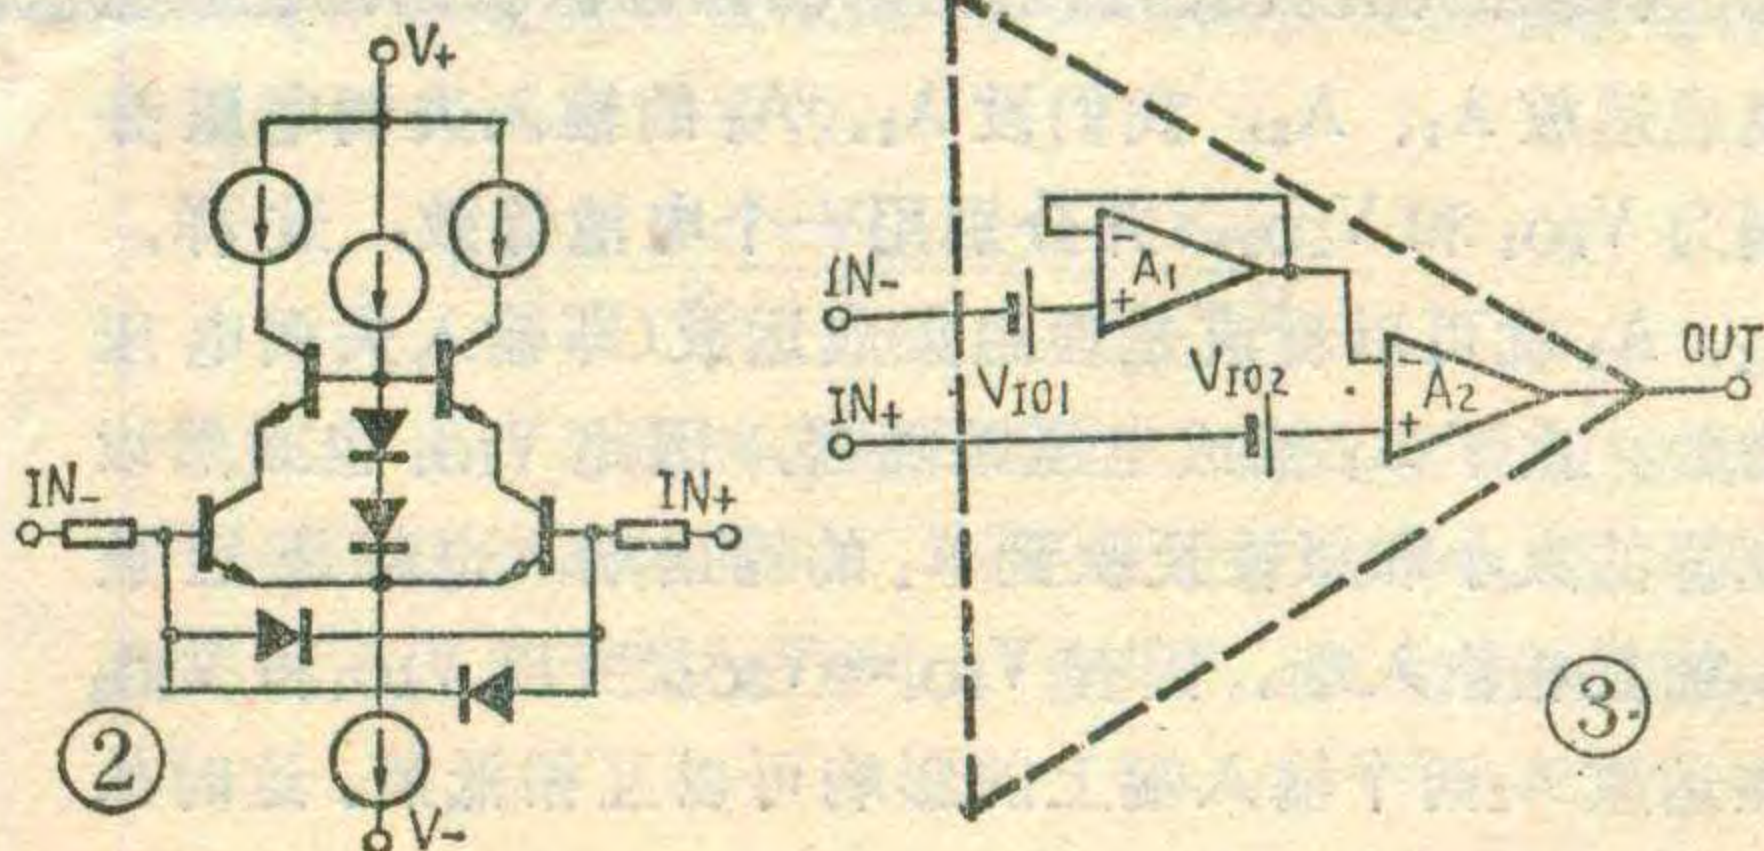 V+
IN-
IN+
V-
②
IN-
IN+
VIO1
VIO2
-
+
A1
-
+
A2
OUT
③